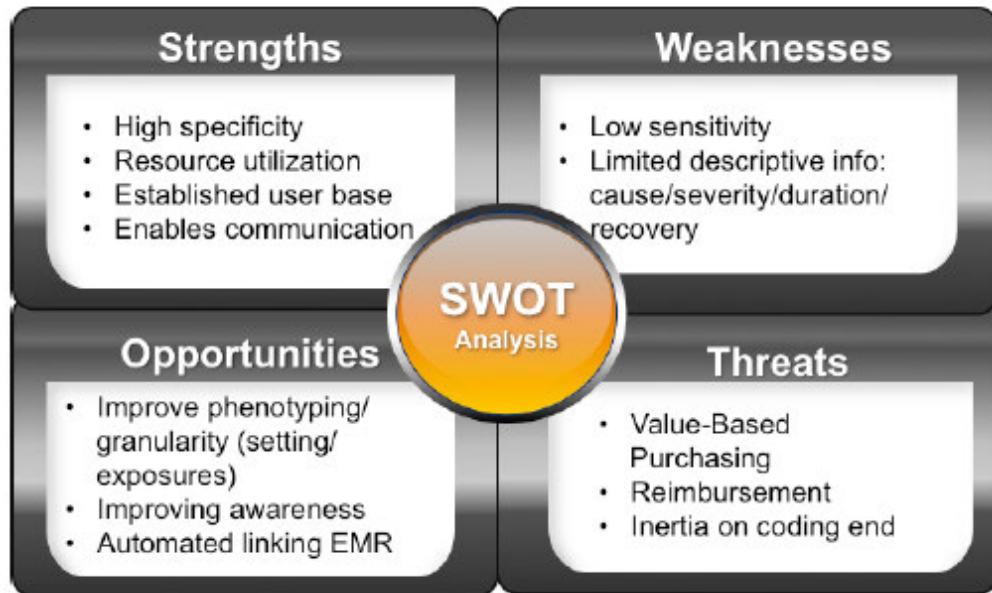 Strengths
• High specificity
• Resource utilization
• Established user base
• Enables communication
Weaknesses
• Low sensitivity
• Limited descriptive info:
cause/severity/duration/
recovery
SWOT
Analysis
Opportunities
• Improve phenotyping/
granularity (setting/
exposures)
• Improving awareness
• Automated linking EMR
Threats
• Value-Based
Purchasing
• Reimbursement
• Inertia on coding end